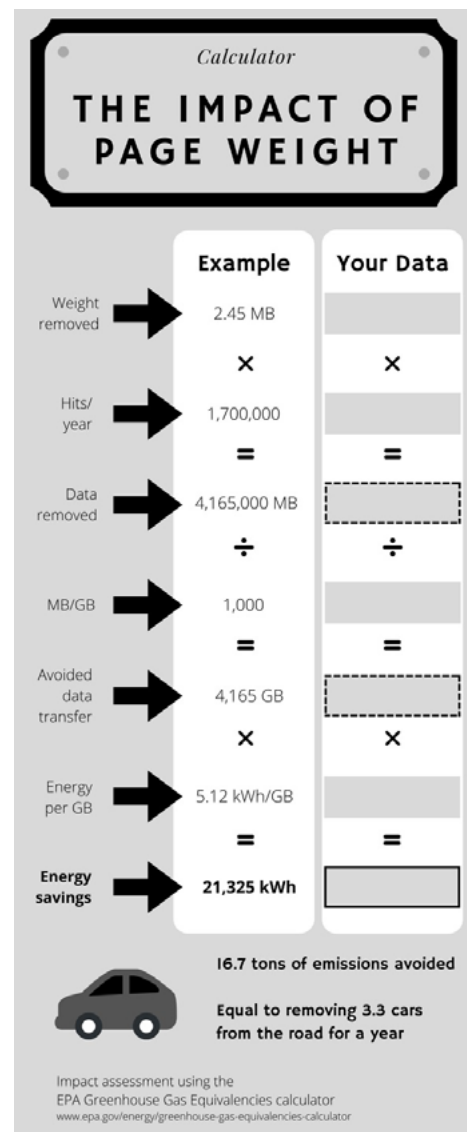 Calculator
THE IMPACT OF
PAGE WEIGHT
Example
Your Data
Weight
removed
2.45 MB
×
×
Hits/
year
1,700,000
=
=
Data
removed
4,165,000 MB
÷
÷
MB/GB
1,000
=
=
Avoided
data
transfer
4,165 GB
×
×
Energy
per GB
5.12 kWh/GB
=
=
Energy
savings
21,325 kWh
16.7 tons of emissions avoided
Equal to removing 3.3 cars
from the road for a year
Impact assessment using the
EPA Greenhouse Gas Equivalencies calculator
www.epa.gov/energy/greenhouse-gas-equivalencies-calculator